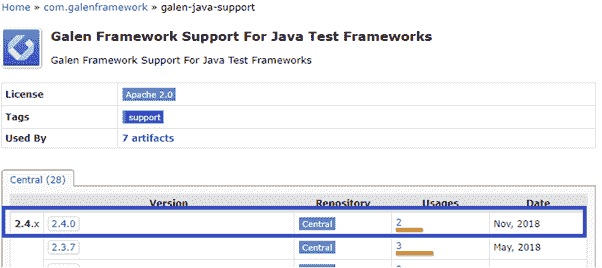 Home » com.galenframework » galen-java-support
Galen Framework Support For Java Test Frameworks
Galen Framework Support For Java Test Frameworks
License Apache 2.0
Tags support
Used By 7 artifacts
Central (28)
Version Repository Usages Date
2.4.x 2.4.0 Central 2 Nov, 2018
2.3.7 Central 3 May, 2018